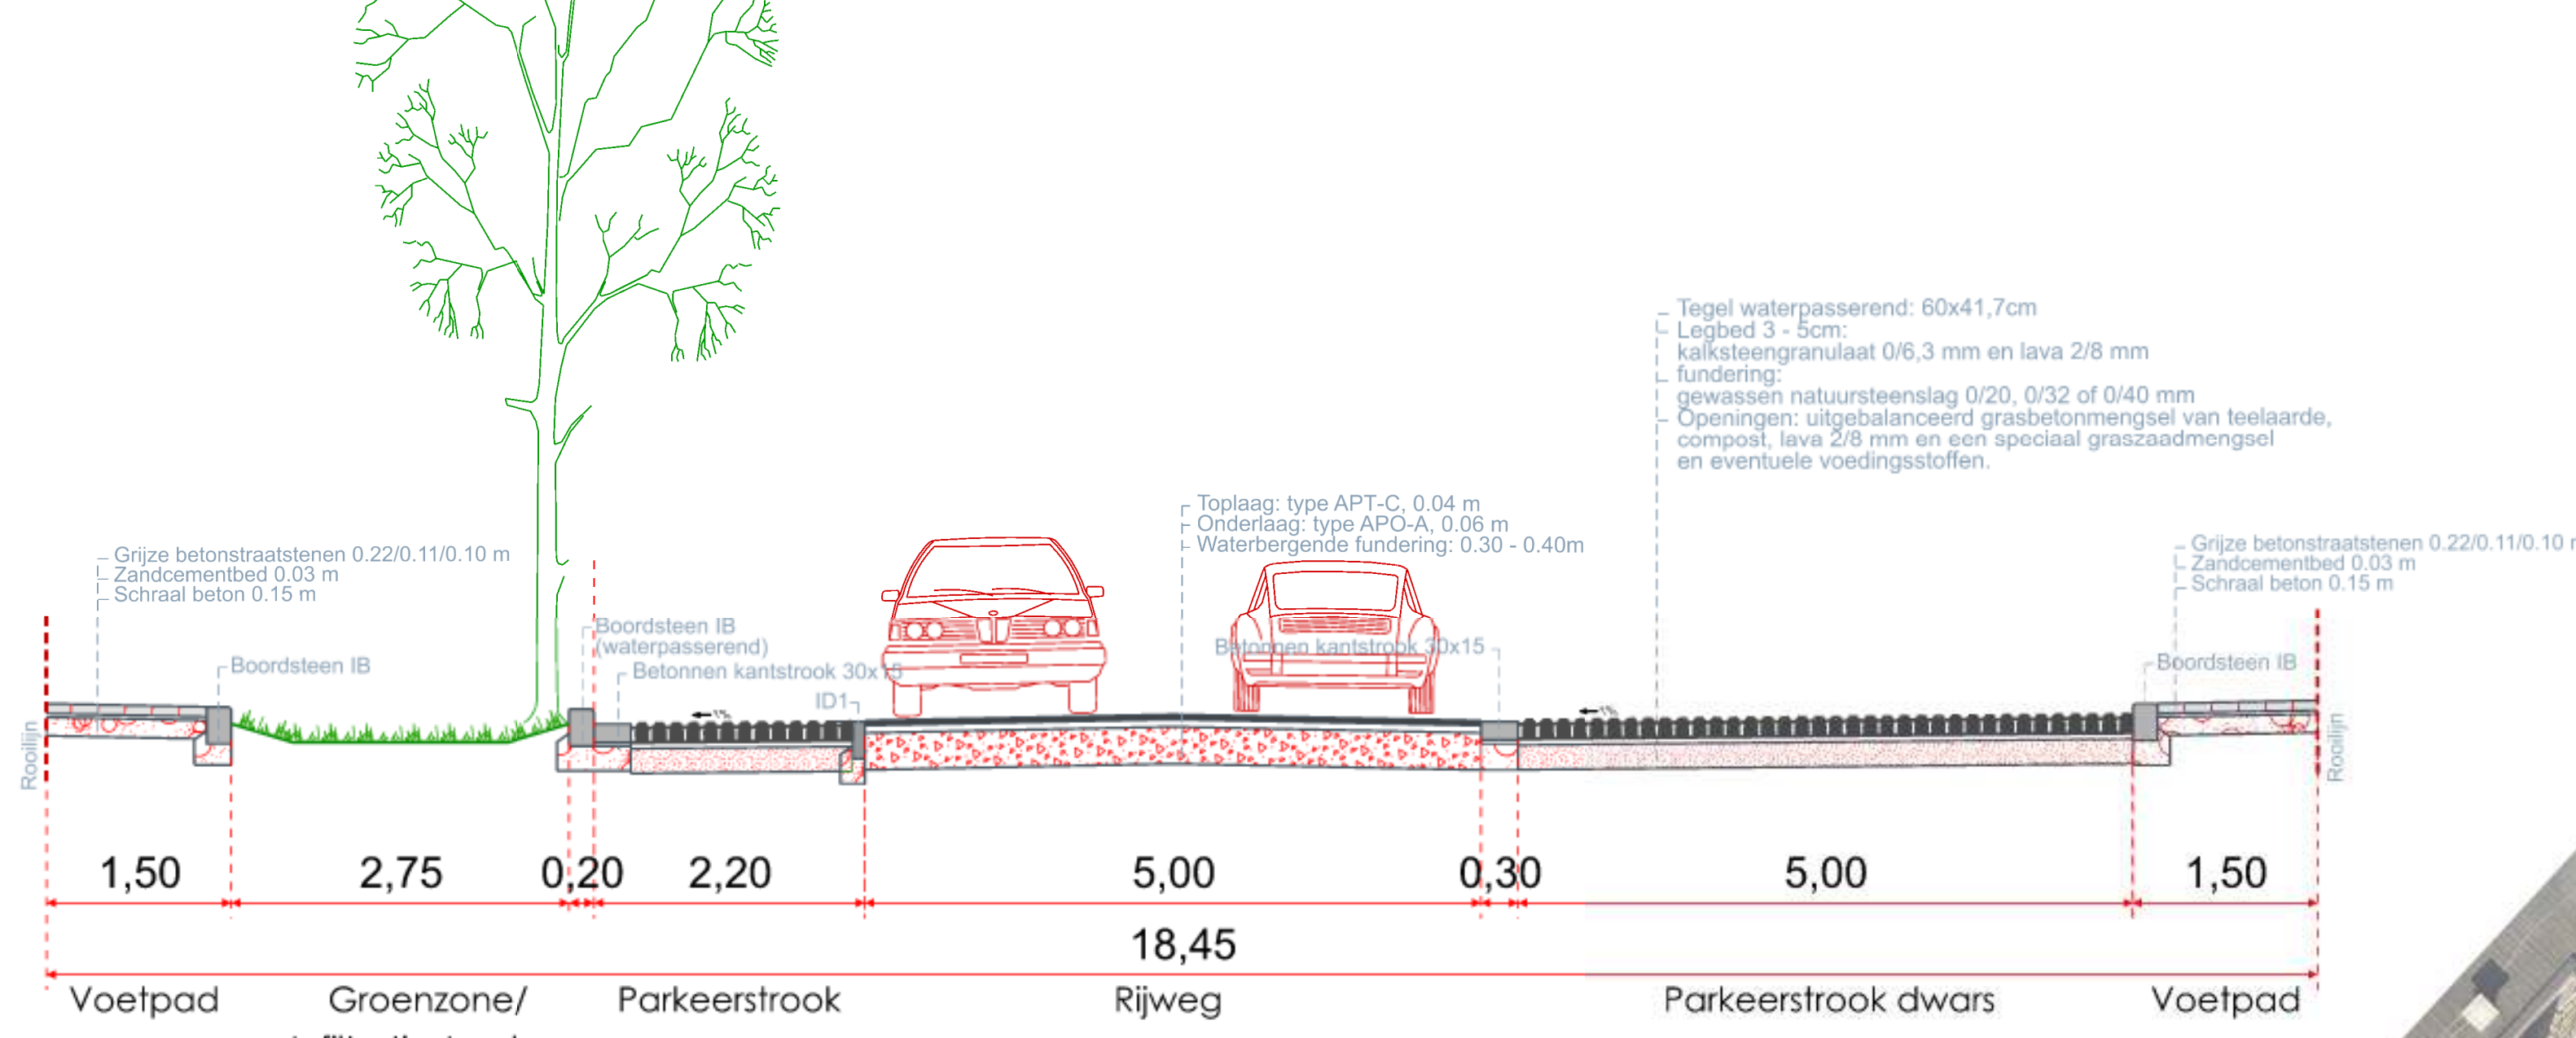 Tegel waterpasserend: 60x41,7cm
Legbed 3 - 5cm:
kalksteengranulaat 0/6,3 mm en lava 2/8 mm
fundering:
gewassen natuursteenslag 0/20, 0/32 of 0/40 mm
Openingen: uitgebalanceerd grasbetonmengsel van teelaarde,
compost, lava 2/8 mm en een speciaal graszaadmengsel
en eventuele voedingsstoffen.
Toplaag: type APT-C, 0.04 m
Onderlaag: type APO-A, 0.06 m
Waterbergende fundering: 0.30 - 0.40m
Grijze betonstraatstenen 0.22/0.11/0.10 m
Zandcementbed 0.03 m
Schraal beton 0.15 m
Grijze betonstraatstenen 0.22/0.11/0.10
Zandcementbed 0.03 m
Schraal beton 0.15 m
Boordsteen IB
Boordsteen IB
(waterpasserend)
Betonnen kantstrook 30x15
ID1
Betonnen kantstrook 30x15
Boordsteen IB
Rooilijn
1%
1%
Rooilijn
1,50 2,75 0,20 2,20 5,00 0,30 5,00 1,50
18,45
Voetpad Groenzone/ Parkeerstrook Rijweg Parkeerstrook dwars Voetpad